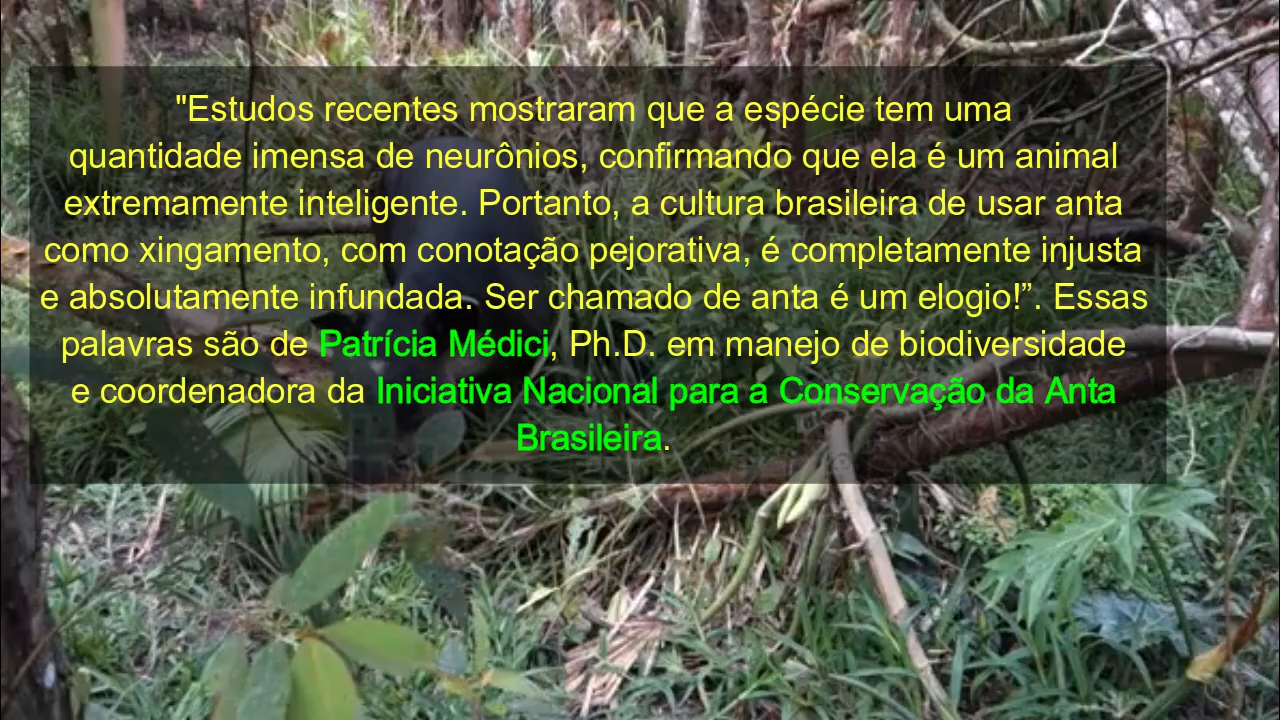 "Estudos recentes mostraram que a espécie tem uma
quantidade imensa de neurônios, confirmando que ela é um animal
extremamente inteligente. Portanto, a cultura brasileira de usar anta
como xingamento, com conotação pejorativa, é completamente injusta
e absolutamente infundada. Ser chamado de anta é um elogio!”. Essas
palavras são de Patrícia Médici, Ph.D. em manejo de biodiversidade
e coordenadora da Iniciativa Nacional para a Conservação da Anta
Brasileira.